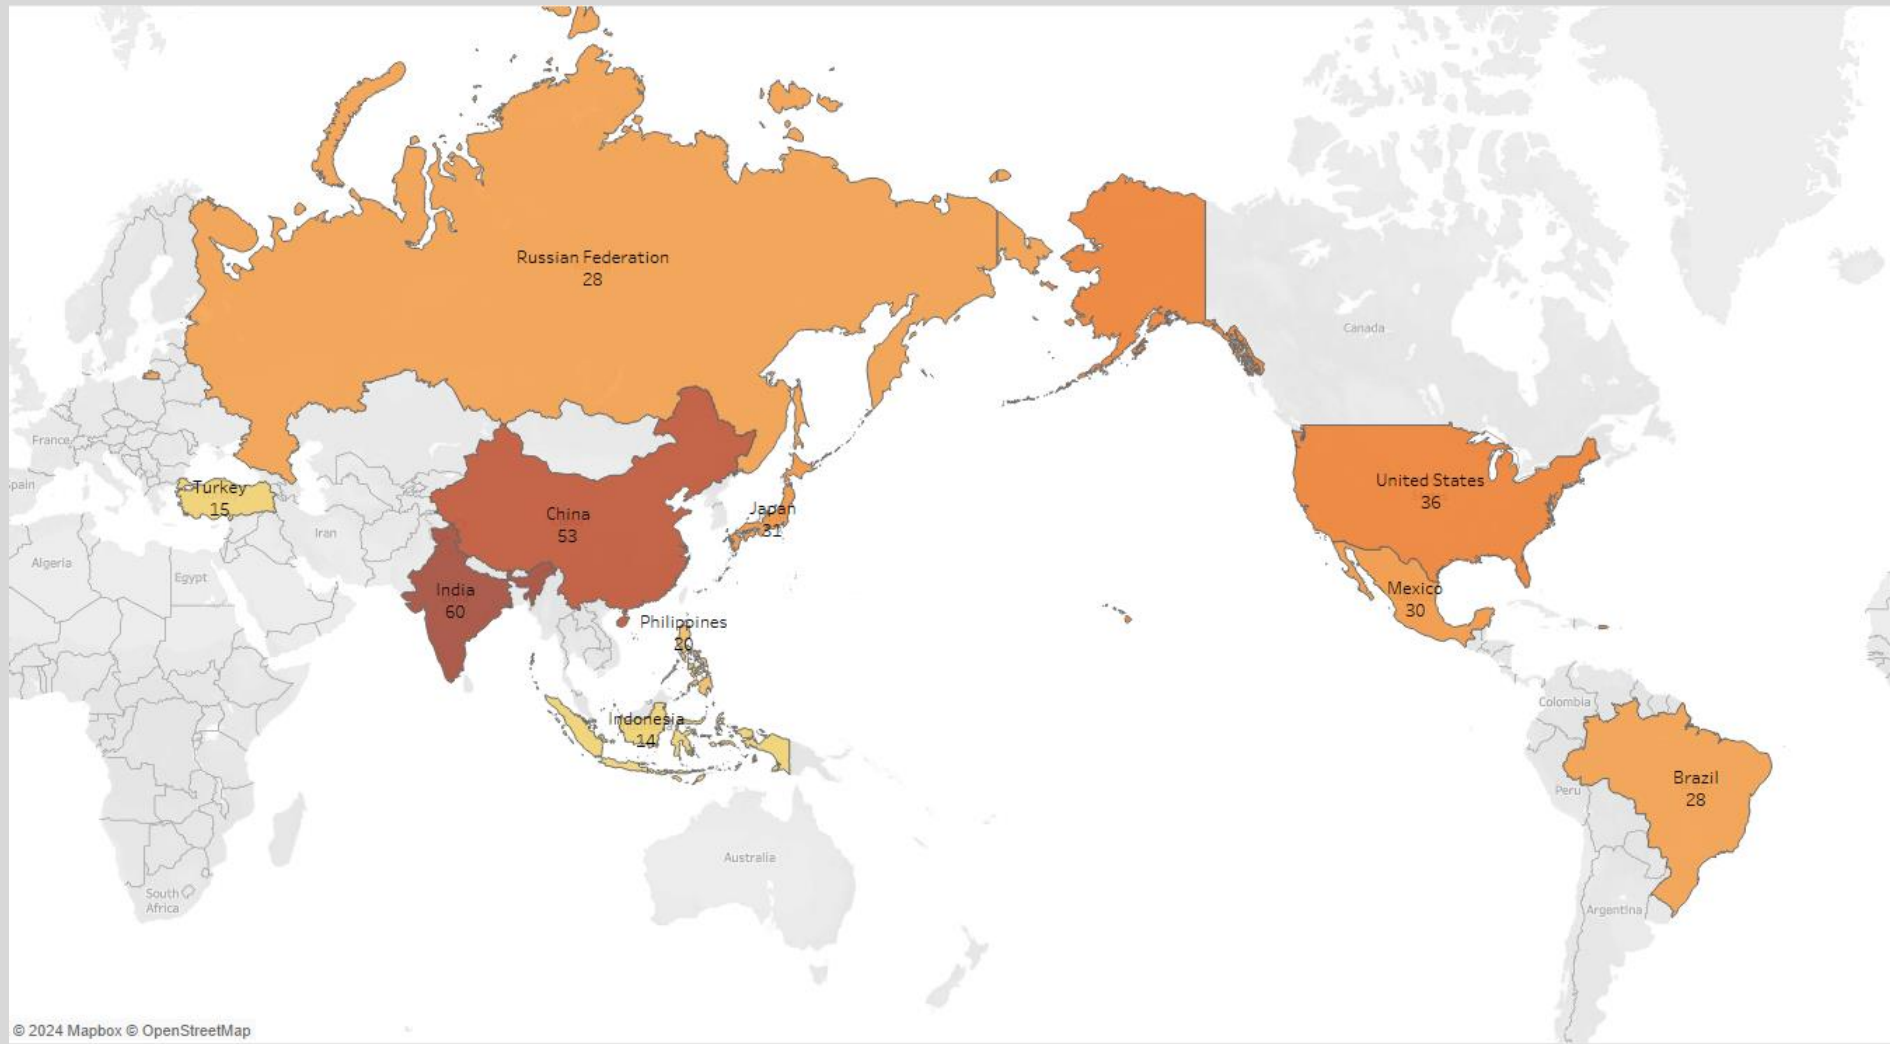 Russian Federation
28
Canada
France
Spain
Turkey
15
China
53
Japan
31
United States
36
Iran
Algeria
Egypt
India
60
Mexico
30
Philippines
20
Colombia
Indonesia
14
Brazil
28
Peru
Australia
South
Africa
Argentina
© 2024 Mapbox © OpenStreetMap